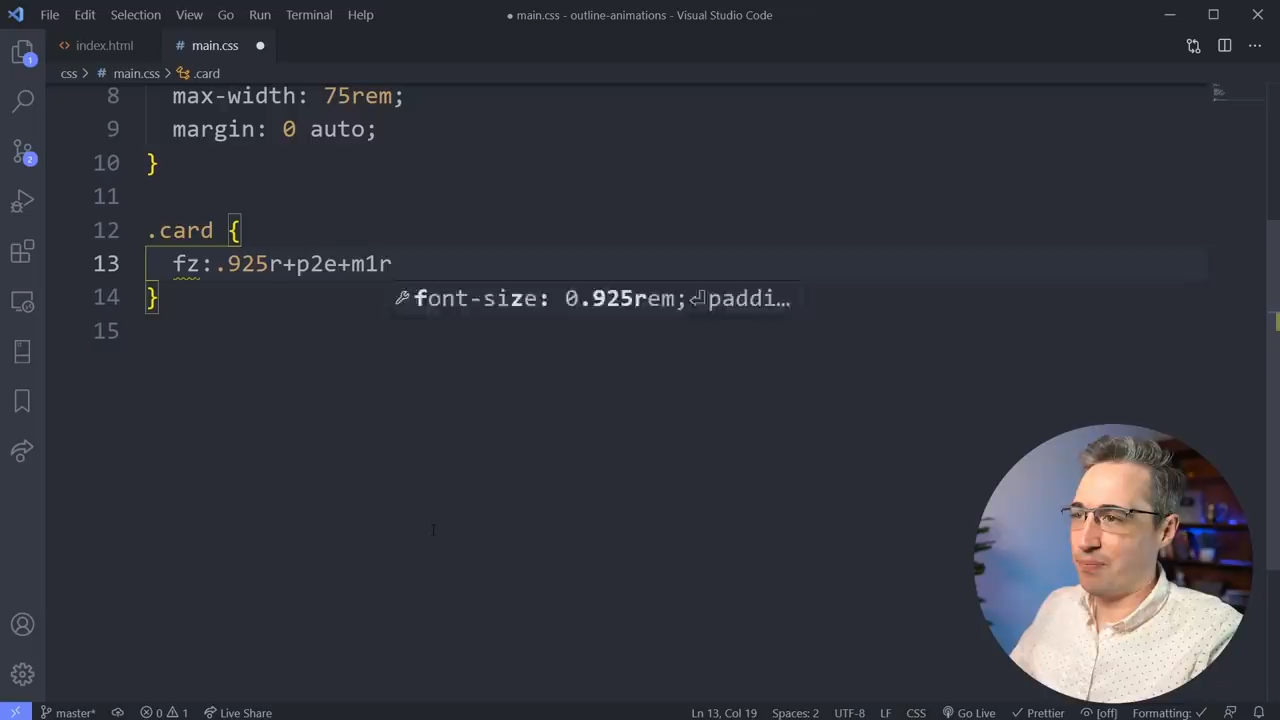 File Edit Selection View Go Run Terminal Help ● main.css - outline-animations - Visual Studio Code
<> index.html # main.css ●
css > # main.css > .card
8 max-width: 75rem;
9 margin: 0 auto;
10 }
11
12 .card {
13 fz:.925r+p2e+m1r
font-size: 0.925rem;⏎paddi…
14 }
15
1
2
master* 0 1 Live Share Ln 13, Col 19 Spaces: 2 UTF-8 LF CSS Go Live Prettier [off] Formatting: ✓